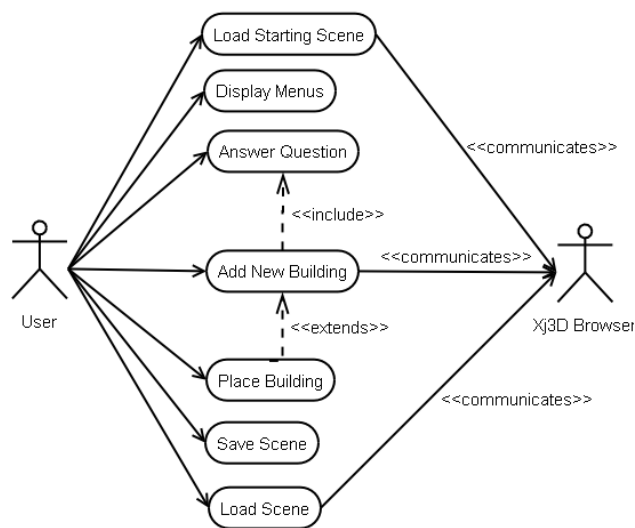 Load Starting Scene
Display Menus
<<communicates>>
Answer Question
<<include>>
Add New Building
<<communicates>>
User
Xj3D Browser
<<extends>>
Place Building
<<communicates>>
Save Scene
Load Scene